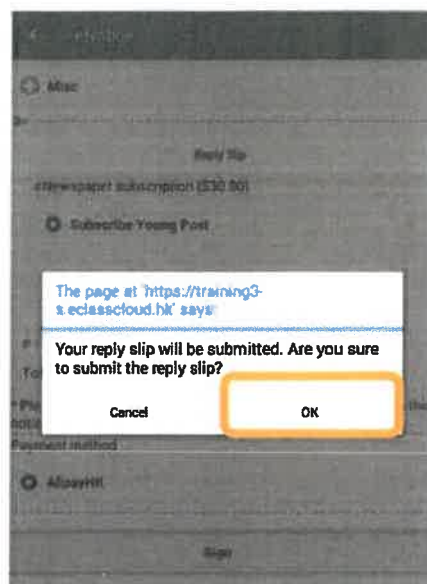 Misc
Reply Slip
Newspaper subscription ($30.00)
Subscribe Young Post
The page at 'https://training3-
s.eclasscloud.hk' says:
Your reply slip will be submitted. Are you sure
to submit the reply slip?
Cancel OK
Payment method
AlipayHK
Sign